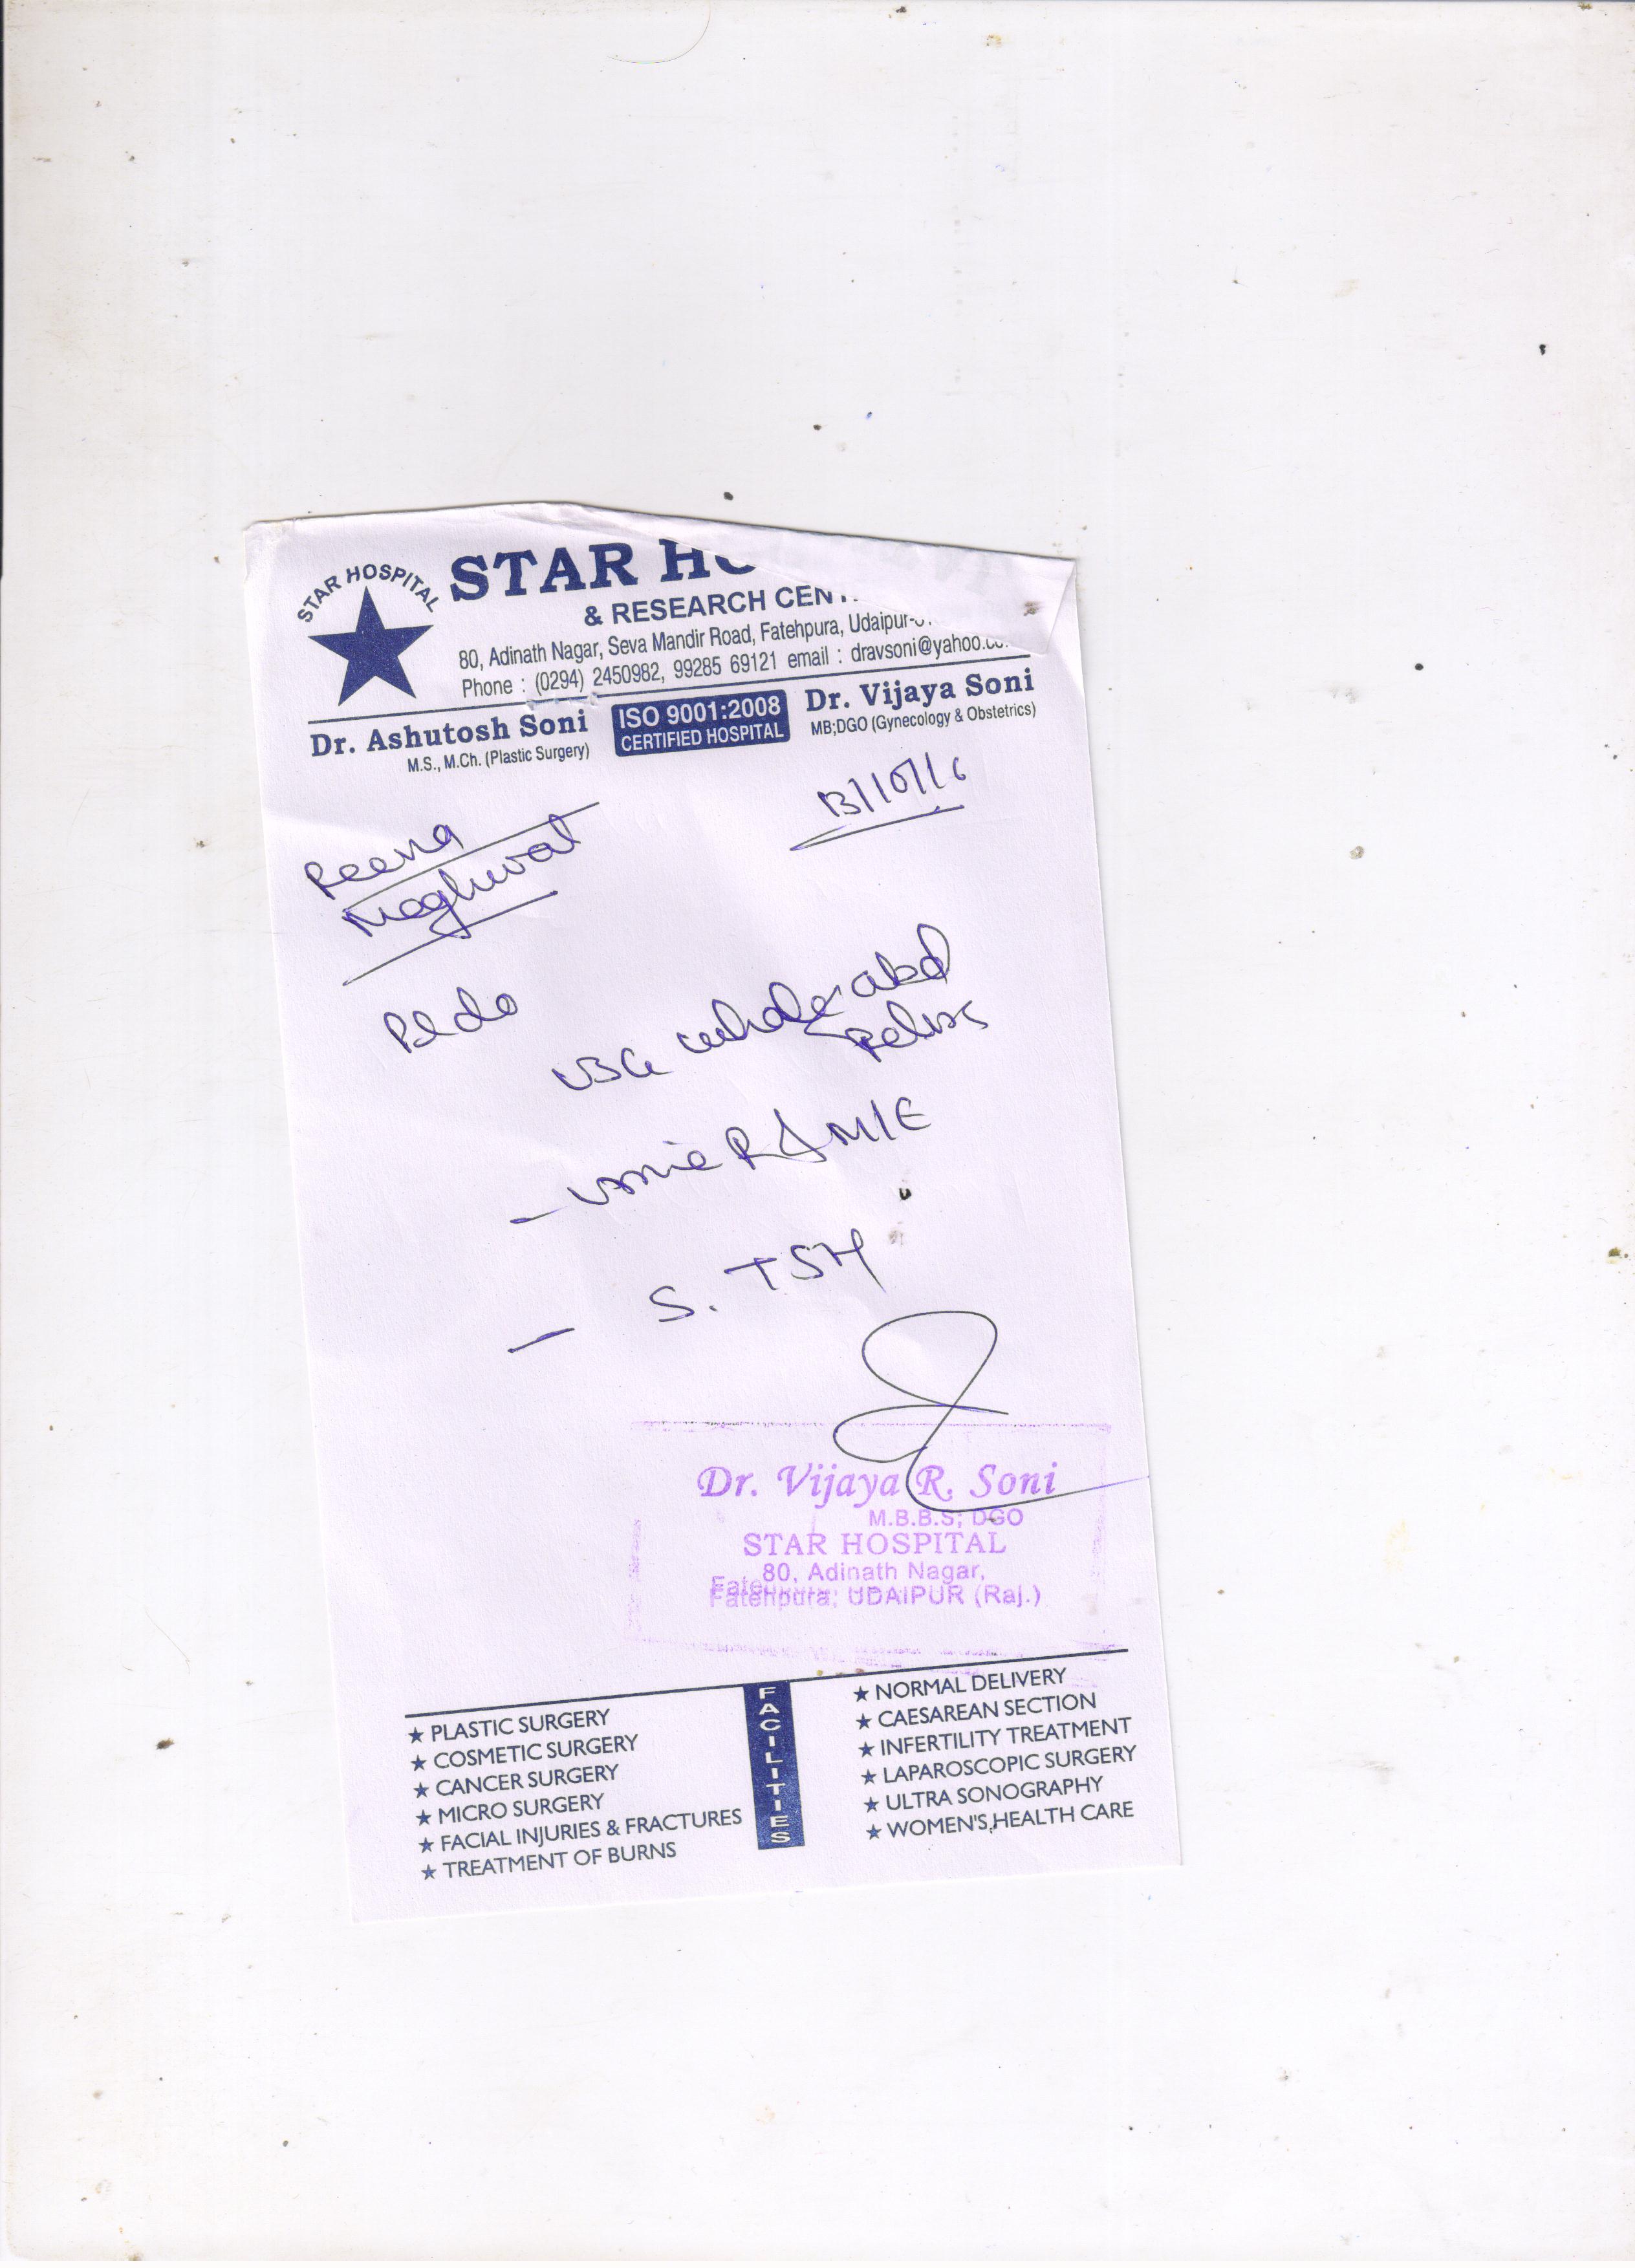 STAR HOSPITAL
STAR
& RESEARCH
80, Adinath Nagar, Seva Mandir Road, Fatehpura, Udaipur-
Phone : (0294) 2450982, 99285 69121 email : dravsoni@yahoo.
Dr. Ashutosh Soni
M.S., M.Ch. (Plastic Surgery)
ISO 9001:2008
CERTIFIED HOSPITAL
Dr. Vijaya Soni
MB;DGO (Gynecology & Obstetrics)
13/10/16
Reena
Meghwal
Pl do
USG whole abd
pelvis
- Urine R & M/E
- S. TSH
Dr. Vijaya R. Soni
M.B.B.S; DGO
STAR HOSPITAL
80, Adinath Nagar,
Fatehpura, UDAIPUR (Raj.)
FACILITIES
★ PLASTIC SURGERY
★ COSMETIC SURGERY
★ CANCER SURGERY
★ MICRO SURGERY
★ FACIAL INJURIES & FRACTURES
★ TREATMENT OF BURNS
★ NORMAL DELIVERY
★ CAESAREAN SECTION
★ INFERTILITY TREATMENT
★ LAPAROSCOPIC SURGERY
★ ULTRA SONOGRAPHY
★ WOMEN'S HEALTH CARE